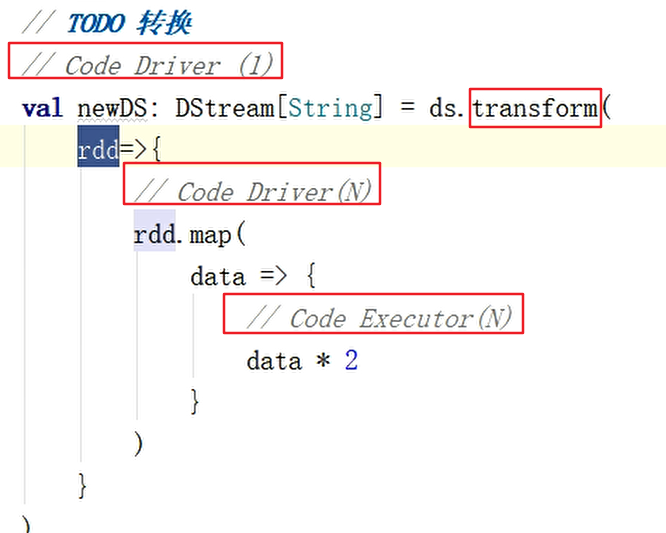 // TODO 转换
// Code Driver (1)
val newDS: DStream[String] = ds.transform(
rdd=>{
// Code Driver(N)
rdd.map(
data => {
// Code Executor(N)
data * 2
}
)
}
)